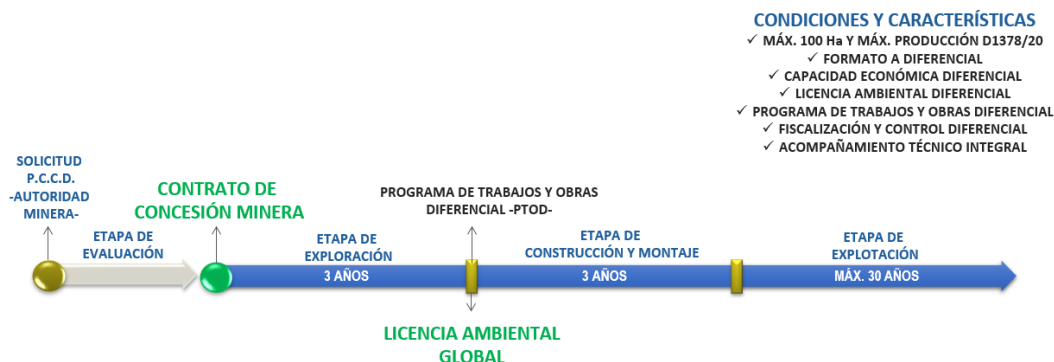 CONDICIONES Y CARACTERÍSTICAS
✓ MÁX. 100 Ha Y MÁX. PRODUCCIÓN D1378/20
✓ FORMATO A DIFERENCIAL
✓ CAPACIDAD ECONÓMICA DIFERENCIAL
✓ LICENCIA AMBIENTAL DIFERENCIAL
✓ PROGRAMA DE TRABAJOS Y OBRAS DIFERENCIAL
✓ FISCALIZACIÓN Y CONTROL DIFERENCIAL
✓ ACOMPAÑAMIENTO TÉCNICO INTEGRAL
SOLICITUD
P.C.C.D.
-AUTORIDAD
MINERA-
CONTRATO DE
CONCESIÓN MINERA
PROGRAMA DE TRABAJOS Y OBRAS
DIFERENCIAL -PTOD-
ETAPA DE
EVALUACIÓN
ETAPA DE
EXPLORACIÓN
3 AÑOS
ETAPA DE
CONSTRUCCIÓN Y MONTAJE
3 AÑOS
ETAPA DE
EXPLOTACIÓN
MÁX. 30 AÑOS
LICENCIA AMBIENTAL
GLOBAL